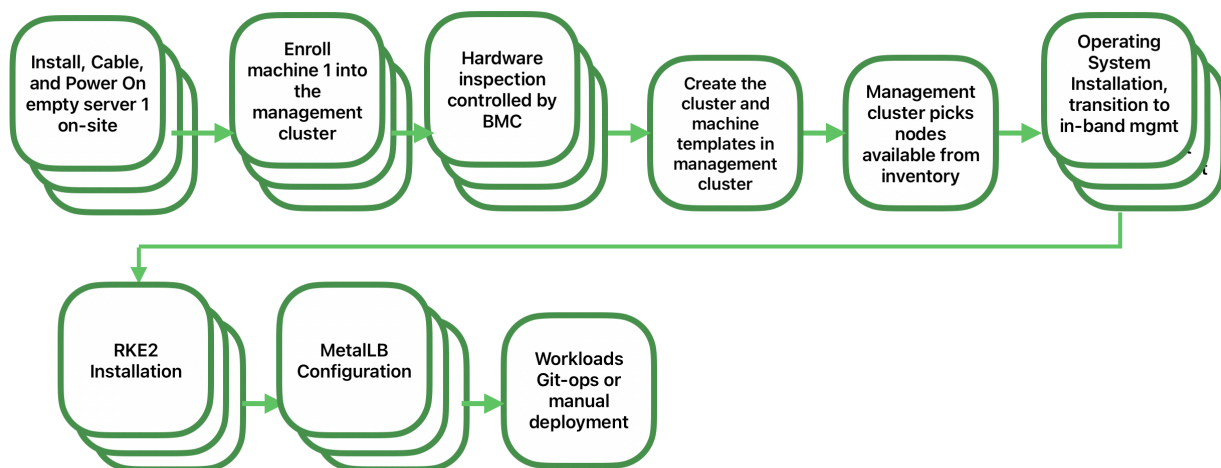 Install, Cable,
and Power On
empty server 1
on-site
Enroll
machine 1 into
the
management
cluster
Hardware
inspection
controlled by
BMC
Create the
cluster and
machine
templates in
management
cluster
Management
cluster picks
nodes
available from
inventory
Operating
System
Installation,
transition to
in-band mgmt
RKE2
Installation
MetalLB
Configuration
Workloads
Git-ops or
manual
deployment